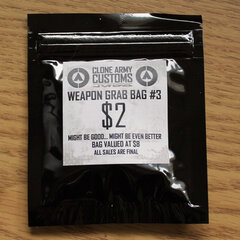 CLONE ARMY
CUSTOMS
WEAPON GRAB BAG #3
$2
MIGHT BE GOOD... MIGHT BE EVEN BETTER
BAG VALUED AT $8
ALL SALES ARE FINAL